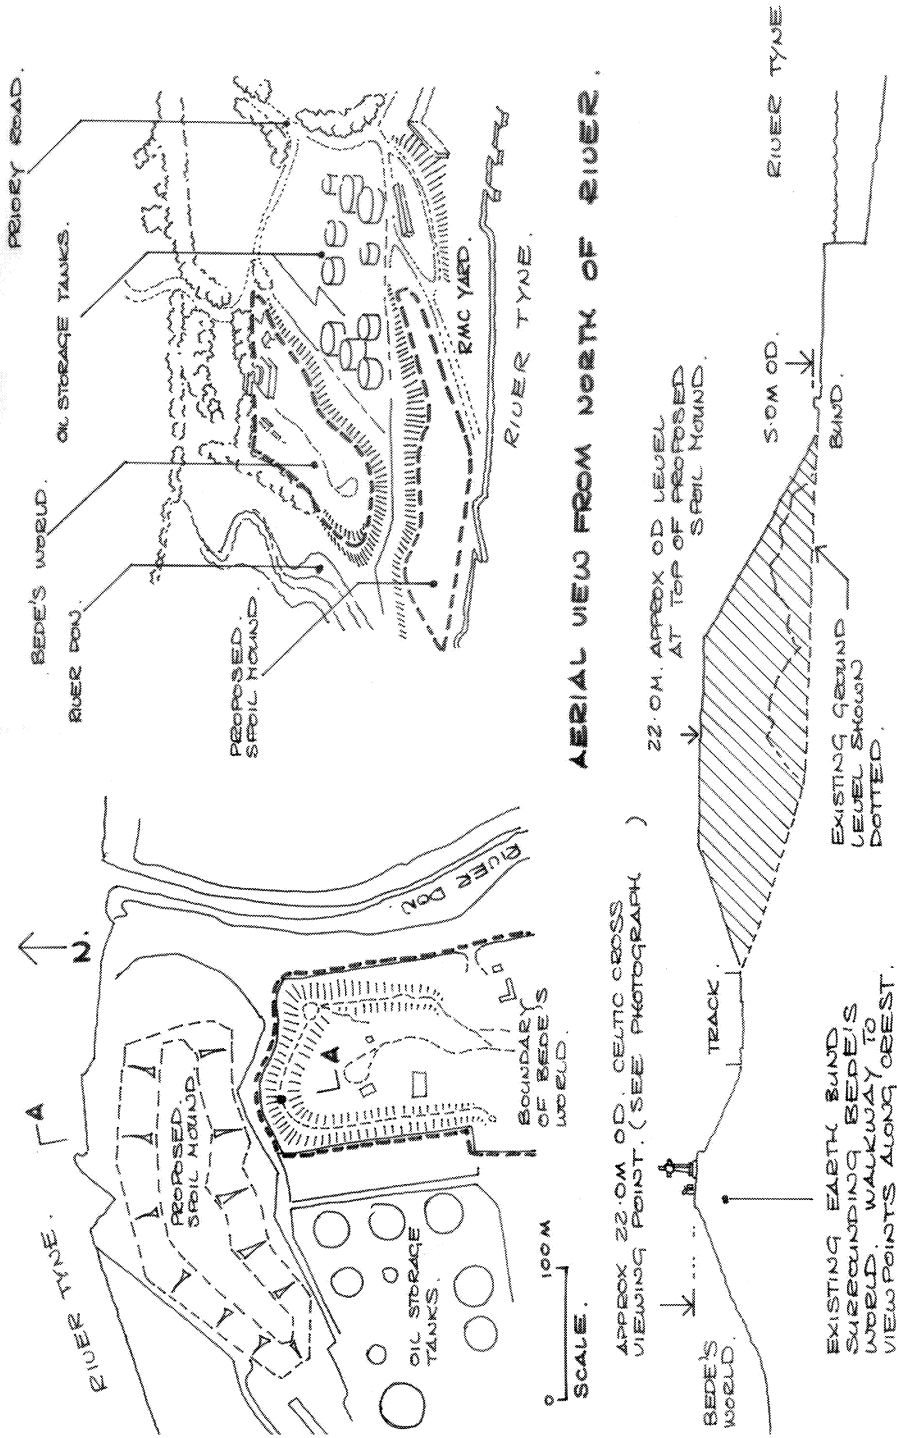 RIVER TYNE.
A
2.
PROPOSED
SPOIL MOUND.
RIVER DON.
A
BOUNDARY
OF BEDE'S
WORLD.
OIL STORAGE
TANKS.
0 100 M
SCALE.
BEDE'S WORLD.
RIVER DON.
PROPOSED
SPOIL MOUND.
OIL STORAGE TANKS.
PRIORY ROAD.
RMC YARD.
RIVER TYNE.
AERIAL VIEW FROM NORTH OF RIVER.
APPROX 22.0M OD. CELTIC CROSS
VIEWING POINT. (SEE PHOTOGRAPH )
22.0M. APPROX OD LEVEL
AT TOP OF PROPOSED
SPOIL MOUND.
5.0M OD.
RIVER TYNE
BEDE'S
WORLD.
TRACK.
BUND.
EXISTING EARTH BUND
SURROUNDING BEDE'S
WORLD. WALKWAY TO
VIEWPOINTS ALONG CREST.
EXISTING GROUND
LEVEL SHOWN
DOTTED.